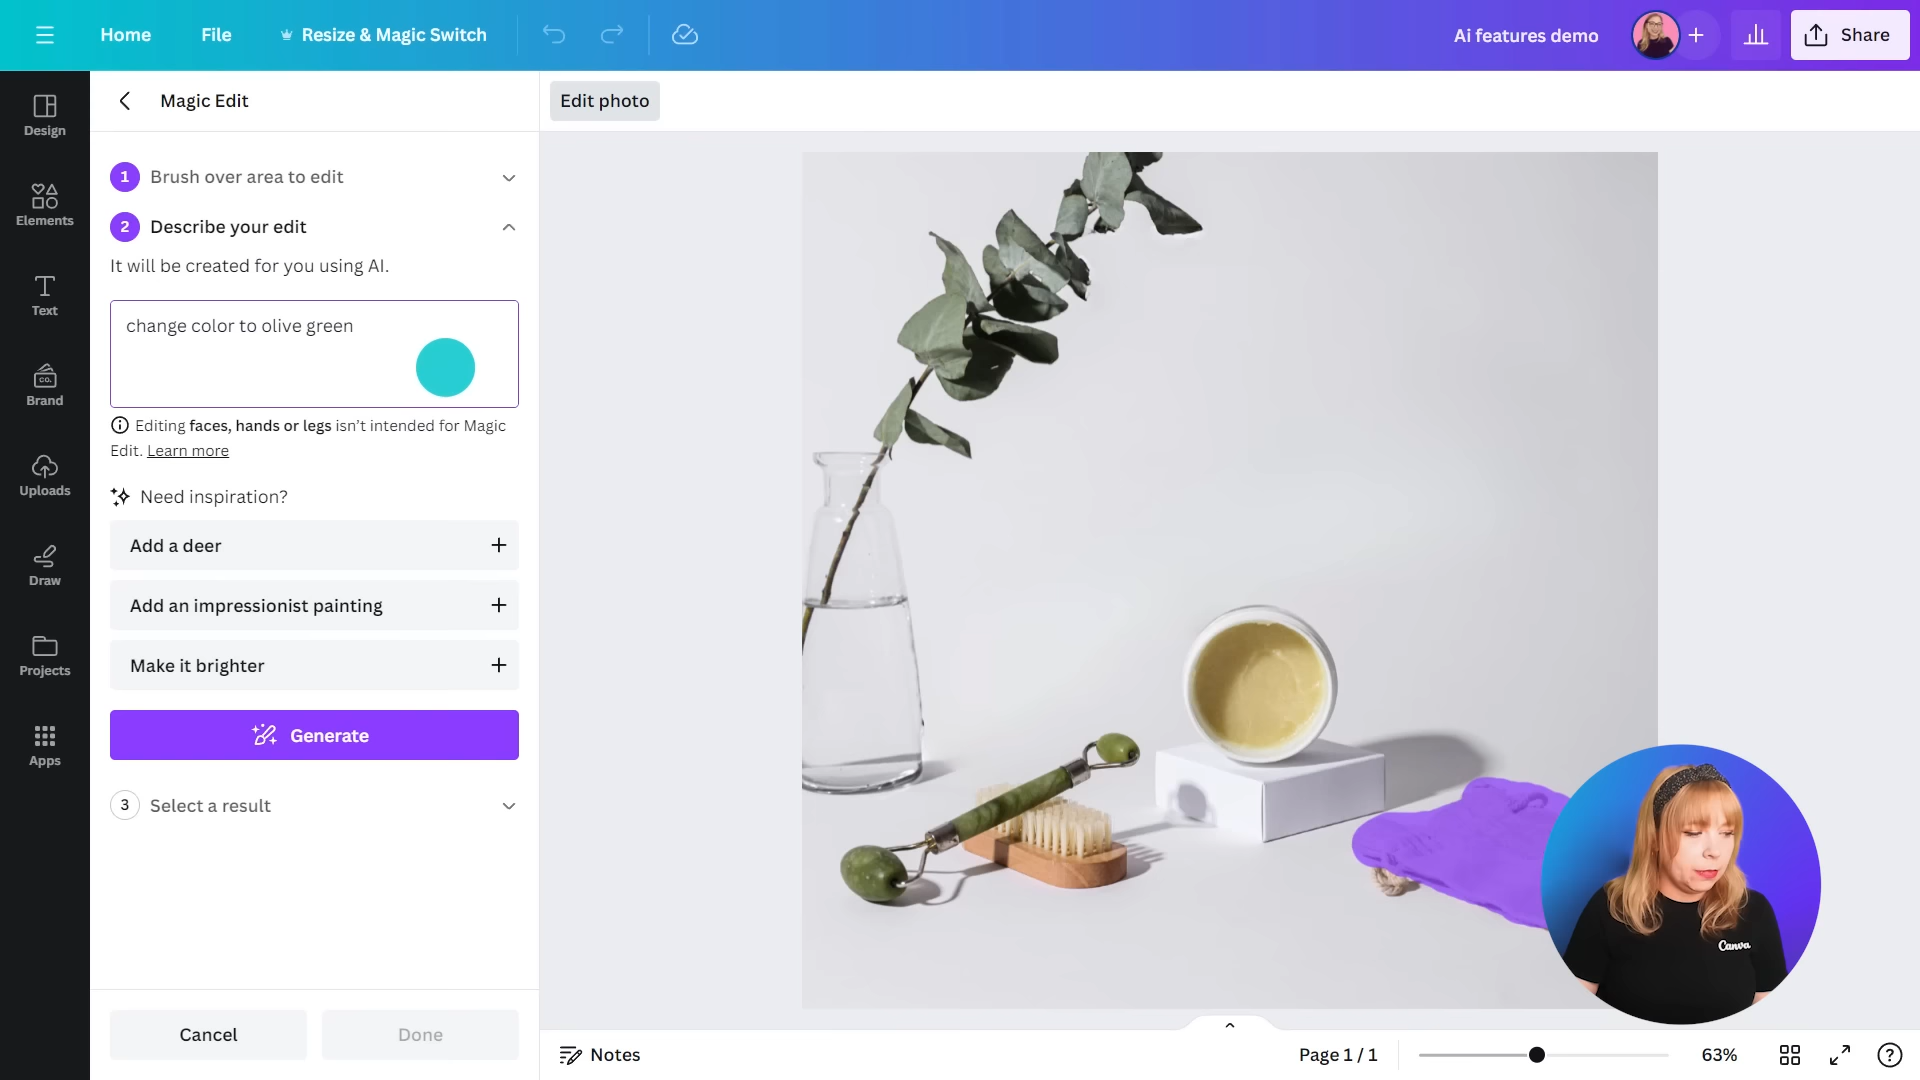 Home
File
Resize & Magic Switch
Ai features demo
Share
Design
Elements
Text
CO.
Brand
Uploads
Draw
Projects
Apps
Magic Edit
Edit photo
1
Brush over area to edit
2
Describe your edit
It will be created for you using AI.
change color to olive green
Editing faces, hands or legs isn’t intended for Magic
Edit. Learn more
Need inspiration?
Add a deer
Add an impressionist painting
Make it brighter
Generate
3
Select a result
Cancel
Done
Canva
Notes
Page 1 / 1
63%